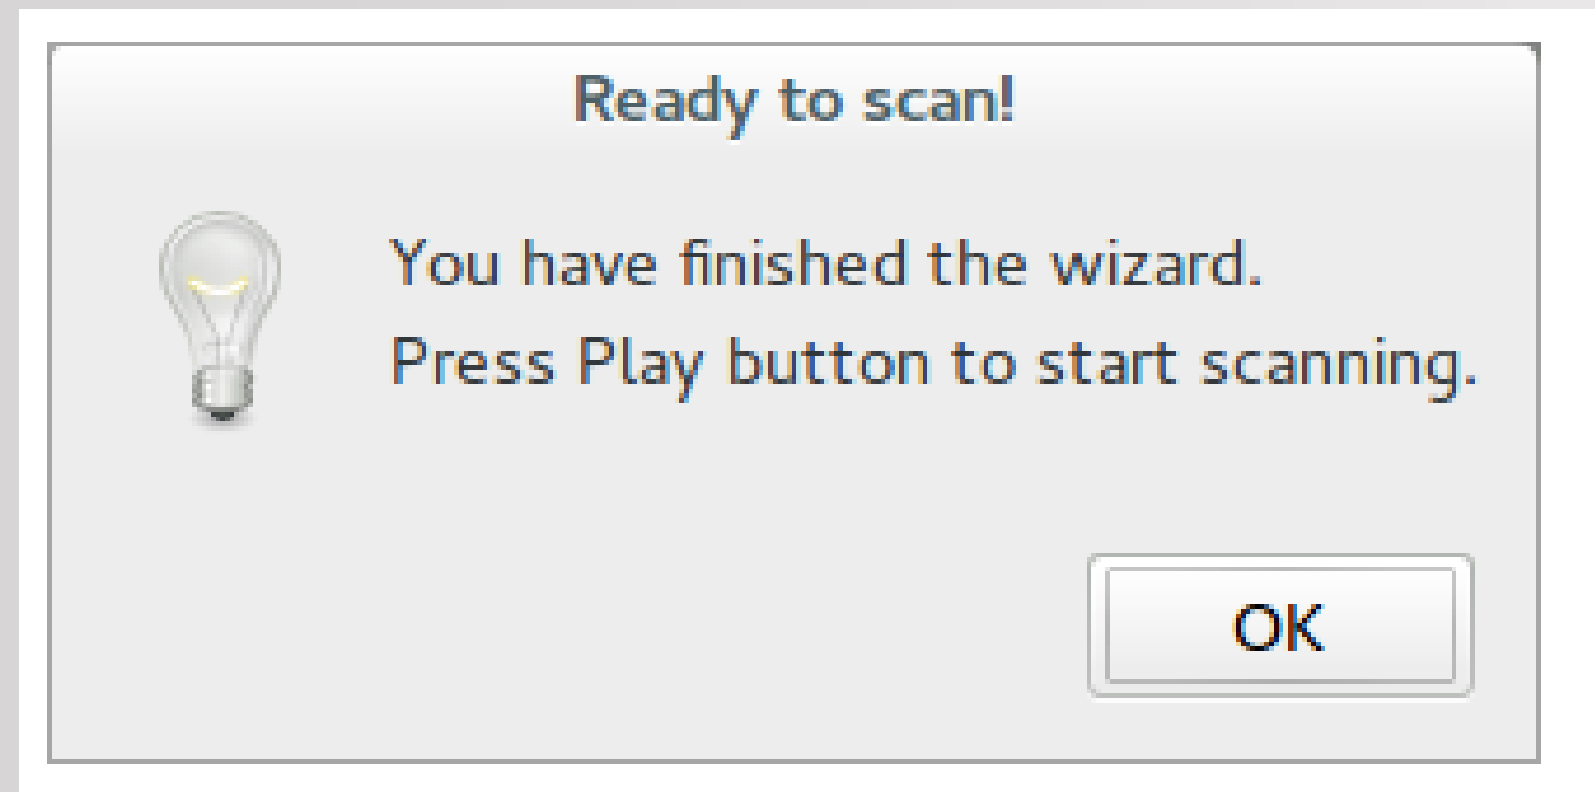 Ready to scan!
You have finished the wizard.
Press Play button to start scanning.
OK